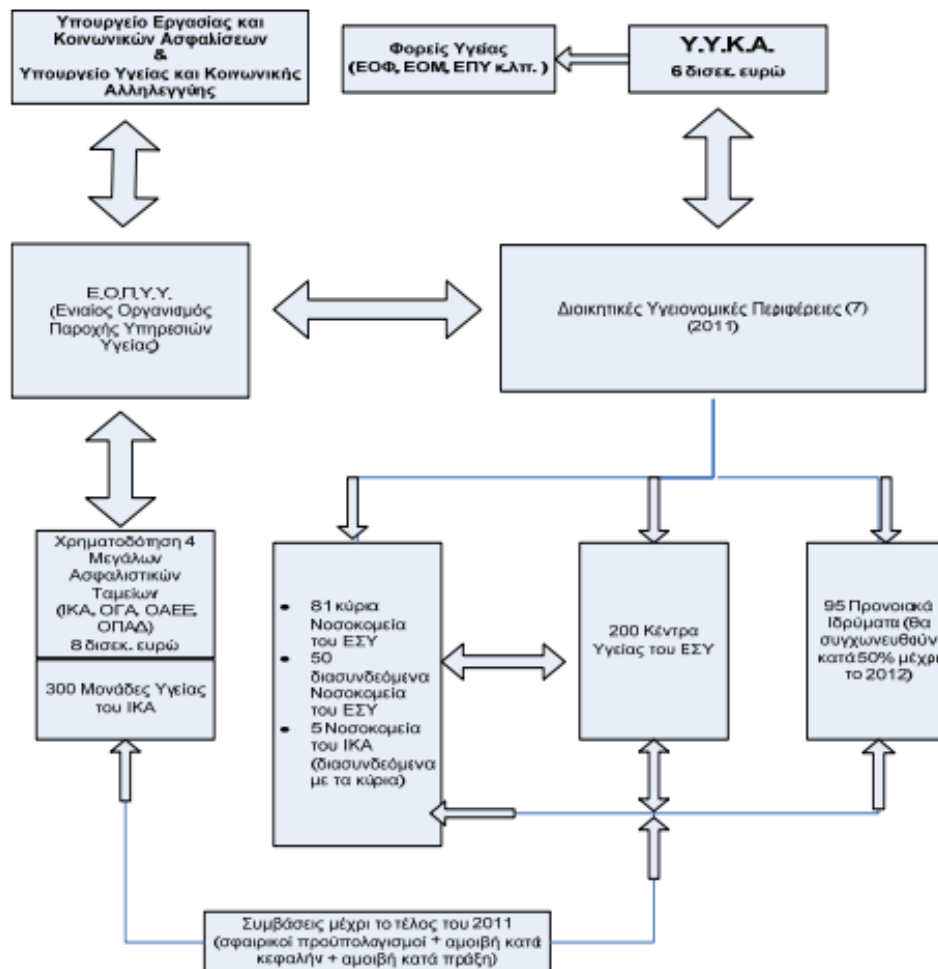 Υπουργείο Εργασίας και
Κοινωνικών Ασφαλίσεων
&
Υπουργείο Υγείας και Κοινωνικής
Αλληλεγγύης
Φορείς Υγείας
(ΕΟΦ, ΕΟΜ, ΕΠΥ κ.λπ. )
Υ.Υ.Κ.Α.
6 δισεκ. ευρώ
Ε.Ο.Π.Υ.Υ.
(Ενιαίος Οργανισμός
Παροχής Υπηρεσιών
Υγείας)
Διοικητικές Υγειονομικές Περιφέρειες (7)
(2011)
Χρηματοδότηση 4
Μεγάλων
Ασφαλιστικών
Ταμείων
(ΙΚΑ, ΟΓΑ, ΟΑΕΕ,
ΟΠΑΔ)
8 δισεκ. ευρώ
300 Μονάδες Υγείας
του ΙΚΑ
• 81 κύρια
Νοσοκομεία
του ΕΣΥ
• 50
διασυνδεόμενα
Νοσοκομεία
του ΕΣΥ
• 5 Νοσοκομεία
του ΙΚΑ
(διασυνδεόμενα
με τα κύρια)
200 Κέντρα
Υγείας του ΕΣΥ
95 Προνοιακά
Ιδρύματα (θα
συγχωνευθούν
κατά 50% μέχρι
το 2012)
Συμβάσεις μέχρι το τέλος του 2011
(σφαιρικοί προϋπολογισμοί + αμοιβή κατά
κεφαλήν + αμοιβή κατά πράξη)